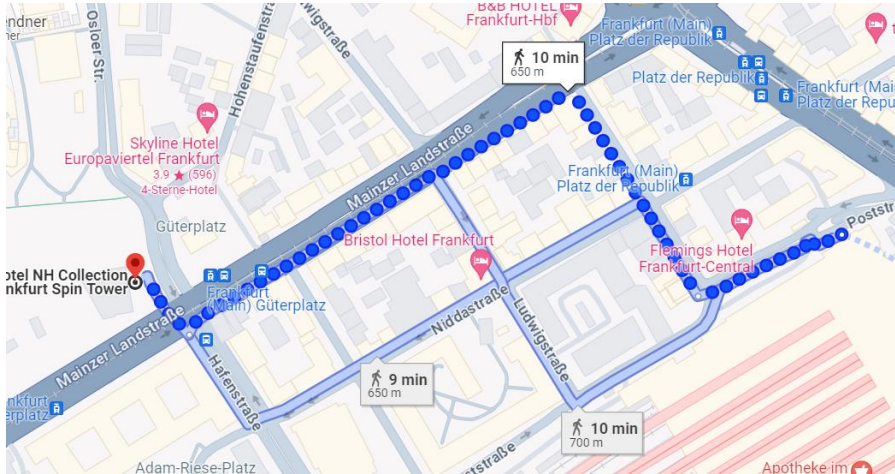 endner
Osloer Str.
Hohenstaufenstraße
Ludwigstraße
B&B HOTEL
Frankfurt-Hbf
Frankfurt (Main)
Platz der Republik
10 min
650 m
Platz der Republik
Frankfurt (Main)
Platz der Republik
Skyline Hotel
Europaviertel Frankfurt
3.9 ★ (596)
4-Sterne-Hotel
Mainzer Landstraße
Frankfurt (Main)
Platz der Republik
Güterplatz
Bristol Hotel Frankfurt
Flemings Hotel
Frankfurt-Central
Poststr
otel NH Collection
nkfurt Spin Tower
Frankfurt
(Main) Güterplatz
Mainzer Landstraße
Niddastraße
Ludwigstraße
Hafenstraße
9 min
650 m
10 min
700 m
nkfurt
üterplatz
Adam-Riese-Platz
Apotheke im